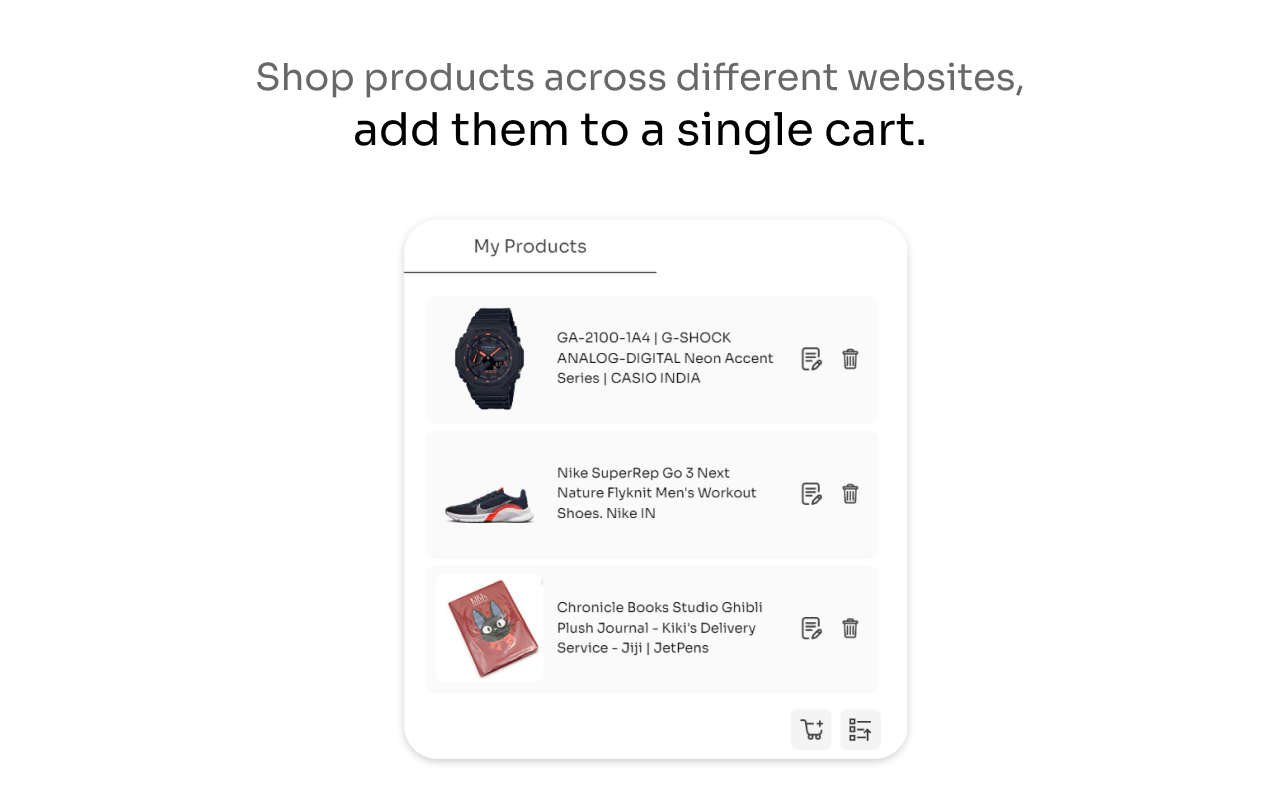 Shop products across different websites,
add them to a single cart.
My Products
GA-2100-1A4 | G-SHOCK
ANALOG-DIGITAL Neon Accent
Series | CASIO INDIA
Nike SuperRep Go 3 Next
Nature Flyknit Men's Workout
Shoes. Nike IN
Kiki's
Chronicle Books Studio Ghibli
Plush Journal - Kiki's Delivery
Service - Jiji | JetPens